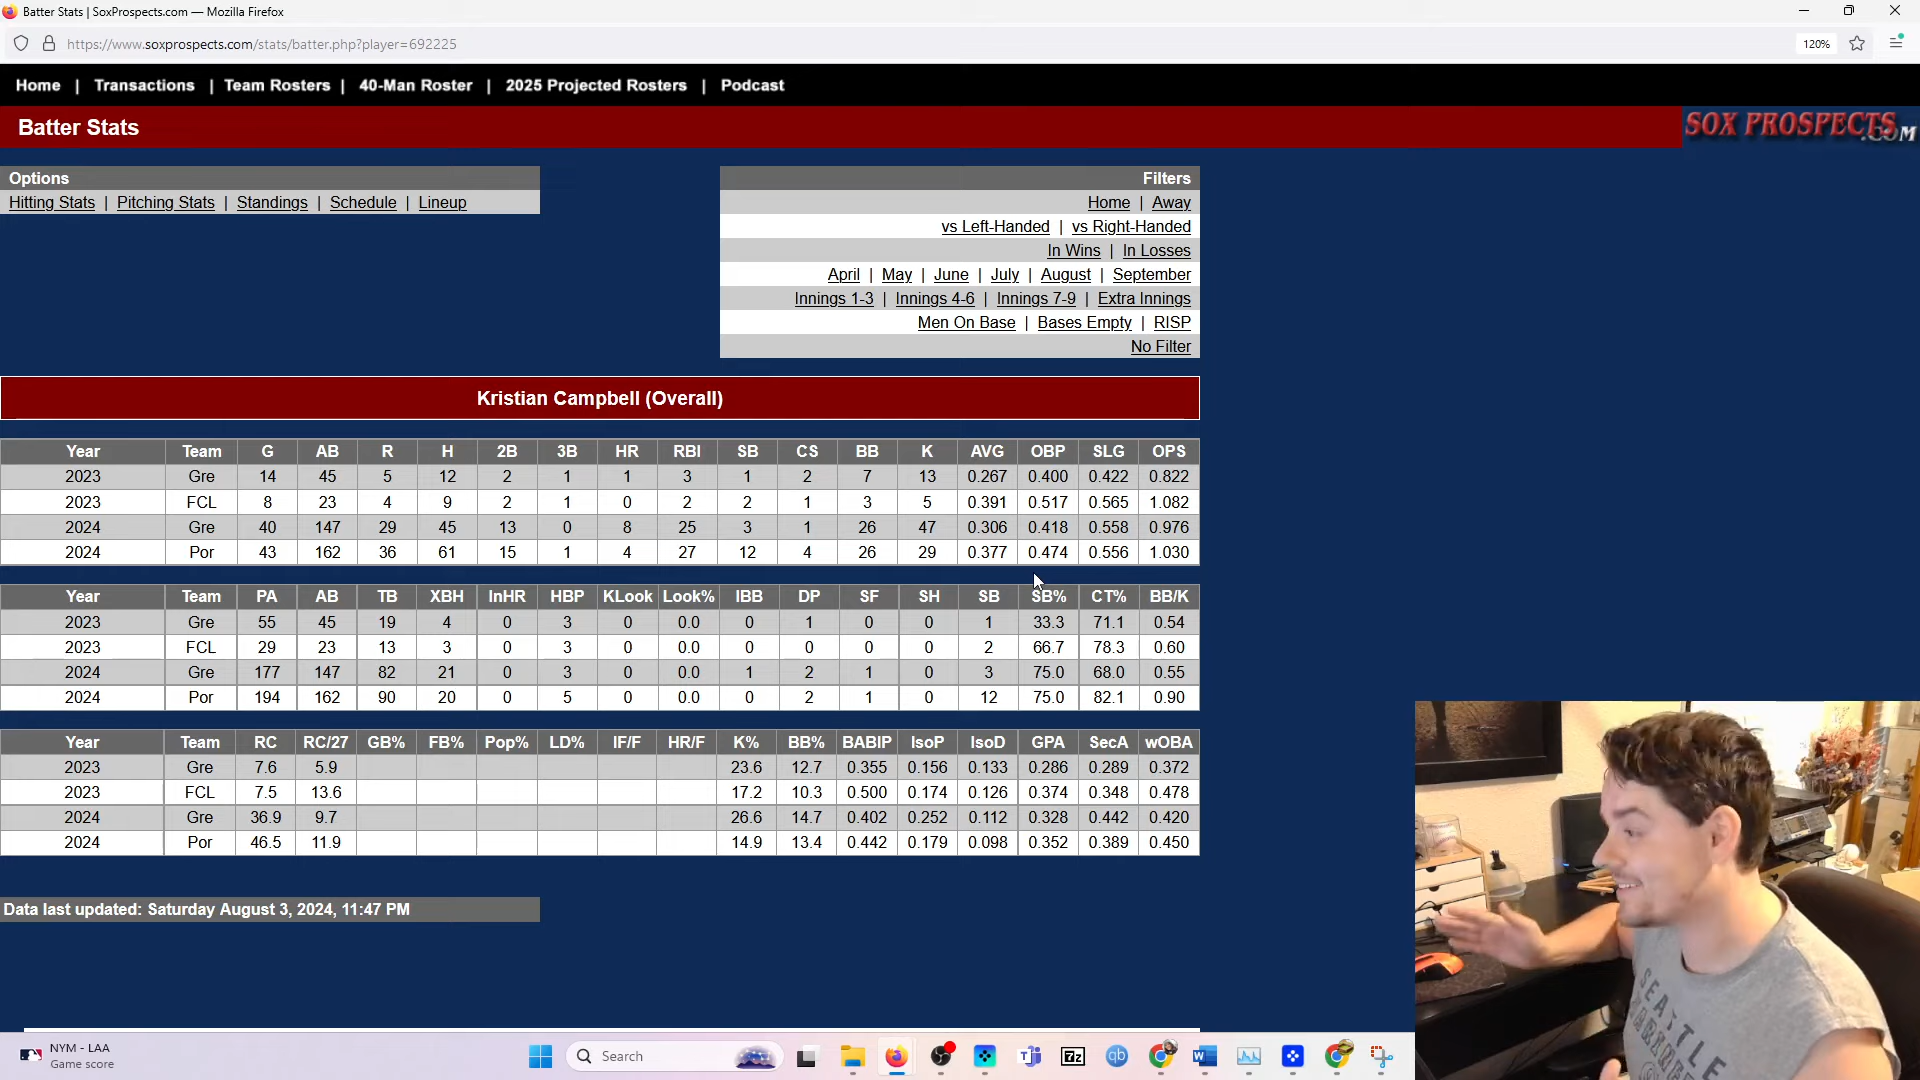 Batter Stats | SoxProspects.com — Mozilla Firefox
https://www.soxprospects.com/stats/batter.php?player=692225
120%
Home | Transactions | Team Rosters | 40-Man Roster | 2025 Projected Rosters | Podcast
Batter Stats
SOX PROSPECTS.COM
Options
Hitting Stats | Pitching Stats | Standings | Schedule | Lineup
Filters
Home | Away
vs Left-Handed | vs Right-Handed
In Wins | In Losses
April | May | June | July | August | September
Innings 1-3 | Innings 4-6 | Innings 7-9 | Extra Innings
Men On Base | Bases Empty | RISP
No Filter
Kristian Campbell (Overall)
Year Team G AB R H 2B 3B HR RBI SB CS BB K AVG OBP SLG OPS
2023 Gre 14 45 5 12 2 1 1 3 1 2 7 13 0.267 0.400 0.422 0.822
2023 FCL 8 23 4 9 2 1 0 2 2 1 3 5 0.391 0.517 0.565 1.082
2024 Gre 40 147 29 45 13 0 8 25 3 1 26 47 0.306 0.418 0.558 0.976
2024 Por 43 162 36 61 15 1 4 27 12 4 26 29 0.377 0.474 0.556 1.030
Year Team PA AB TB XBH InHR HBP KLook Look% IBB DP SF SH SB SB% CT% BB/K
2023 Gre 55 45 19 4 0 3 0 0.0 0 1 0 0 1 33.3 71.1 0.54
2023 FCL 29 23 13 3 0 3 0 0.0 0 0 0 0 2 66.7 78.3 0.60
2024 Gre 177 147 82 21 0 3 0 0.0 1 2 1 0 3 75.0 68.0 0.55
2024 Por 194 162 90 20 0 5 0 0.0 0 2 1 0 12 75.0 82.1 0.90
Year Team RC RC/27 GB% FB% Pop% LD% IF/F HR/F K% BB% BABIP IsoP IsoD GPA SecA wOBA
2023 Gre 7.6 5.9 23.6 12.7 0.355 0.156 0.133 0.286 0.289 0.372
2023 FCL 7.5 13.6 17.2 10.3 0.500 0.174 0.126 0.374 0.348 0.478
2024 Gre 36.9 9.7 26.6 14.7 0.402 0.252 0.112 0.328 0.442 0.420
2024 Por 46.5 11.9 14.9 13.4 0.442 0.179 0.098 0.352 0.389 0.450
Data last updated: Saturday August 3, 2024, 11:47 PM
SEATTLE
NYM - LAA
Game score
Search
7z
qb
W